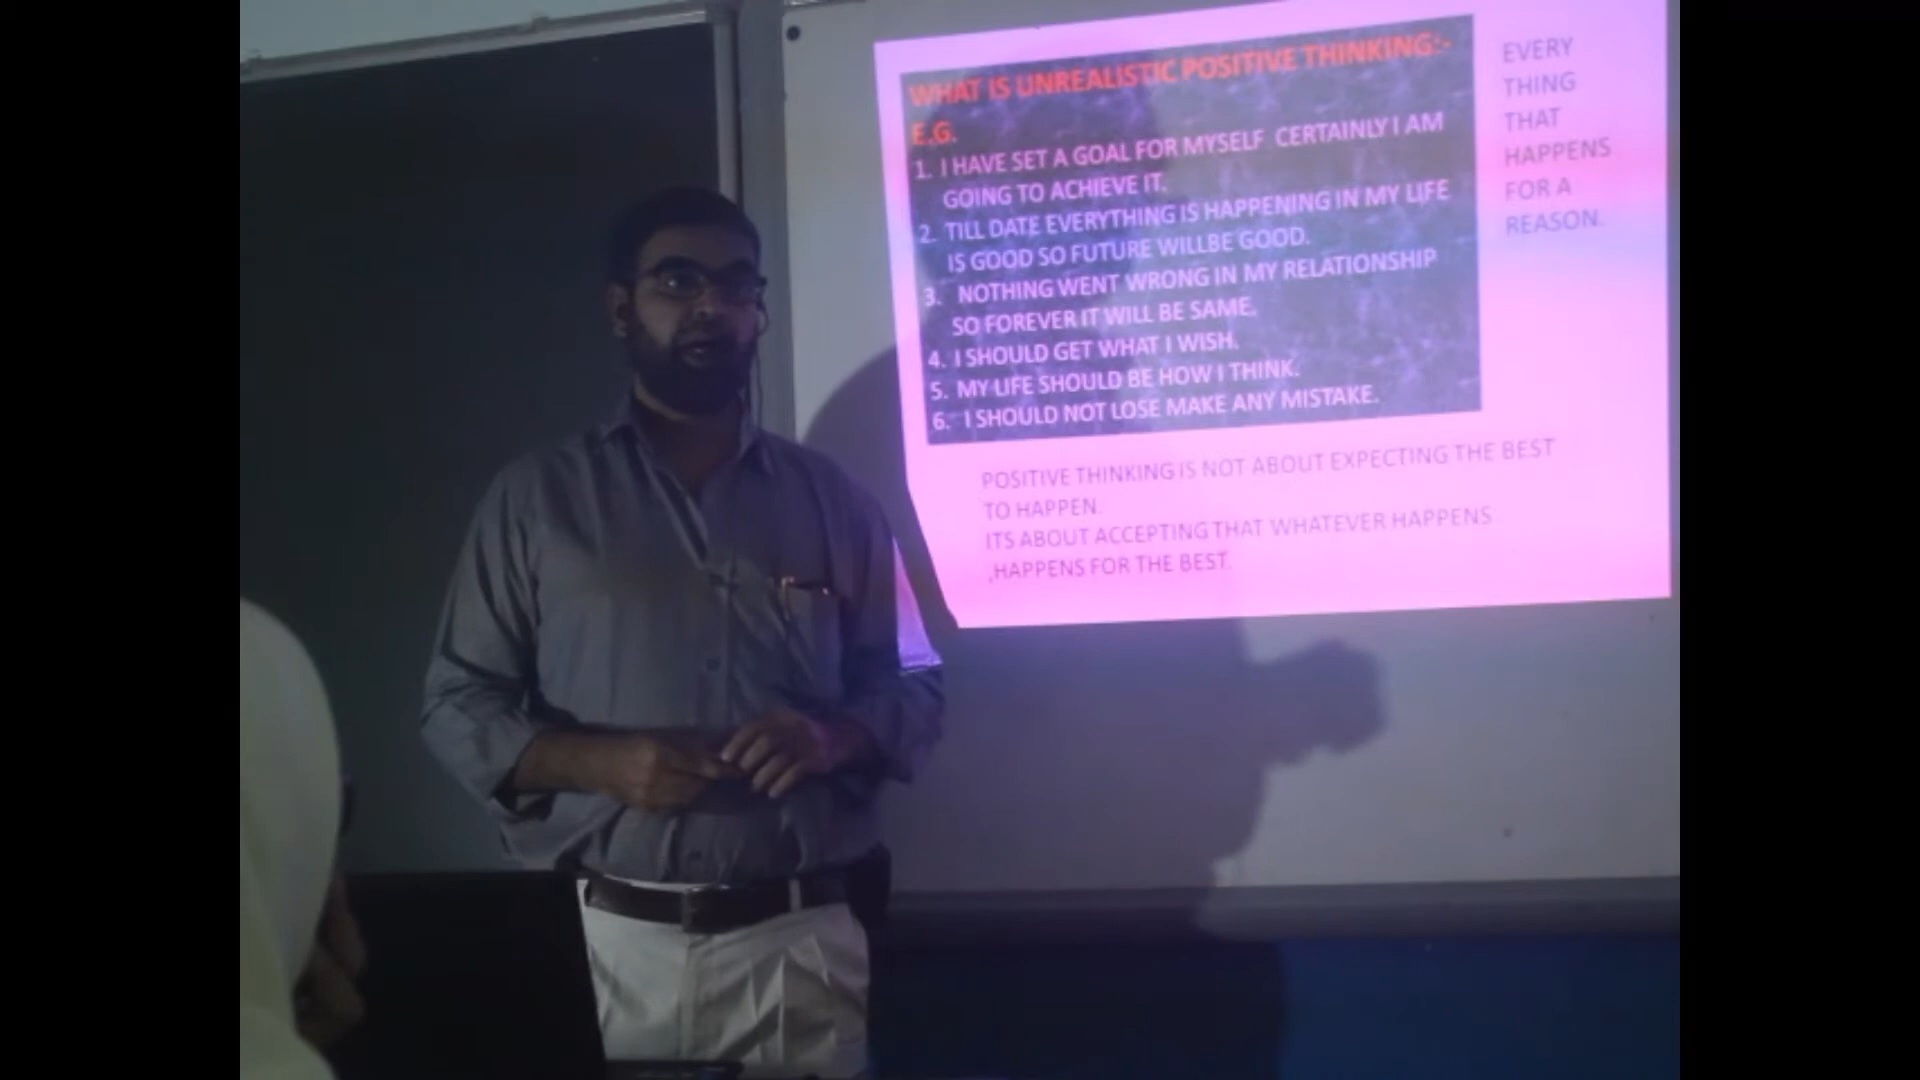 WHAT IS UNREALISTIC POSITIVE THINKING:-
E.G.
1. I HAVE SET A GOAL FOR MYSELF CERTAINLY I AM
GOING TO ACHIEVE IT.
2. TILL DATE EVERYTHING IS HAPPENING IN MY LIFE
IS GOOD SO FUTURE WILLBE GOOD.
3. NOTHING WENT WRONG IN MY RELATIONSHIP
SO FOREVER IT WILL BE SAME.
4. I SHOULD GET WHAT I WISH.
5. MY LIFE SHOULD BE HOW I THINK.
6. I SHOULD NOT LOSE MAKE ANY MISTAKE.
EVERY
THING
THAT
HAPPENS
FOR A
REASON.
POSITIVE THINKING IS NOT ABOUT EXPECTING THE BEST
TO HAPPEN.
ITS ABOUT ACCEPTING THAT WHATEVER HAPPENS
,HAPPENS FOR THE BEST.